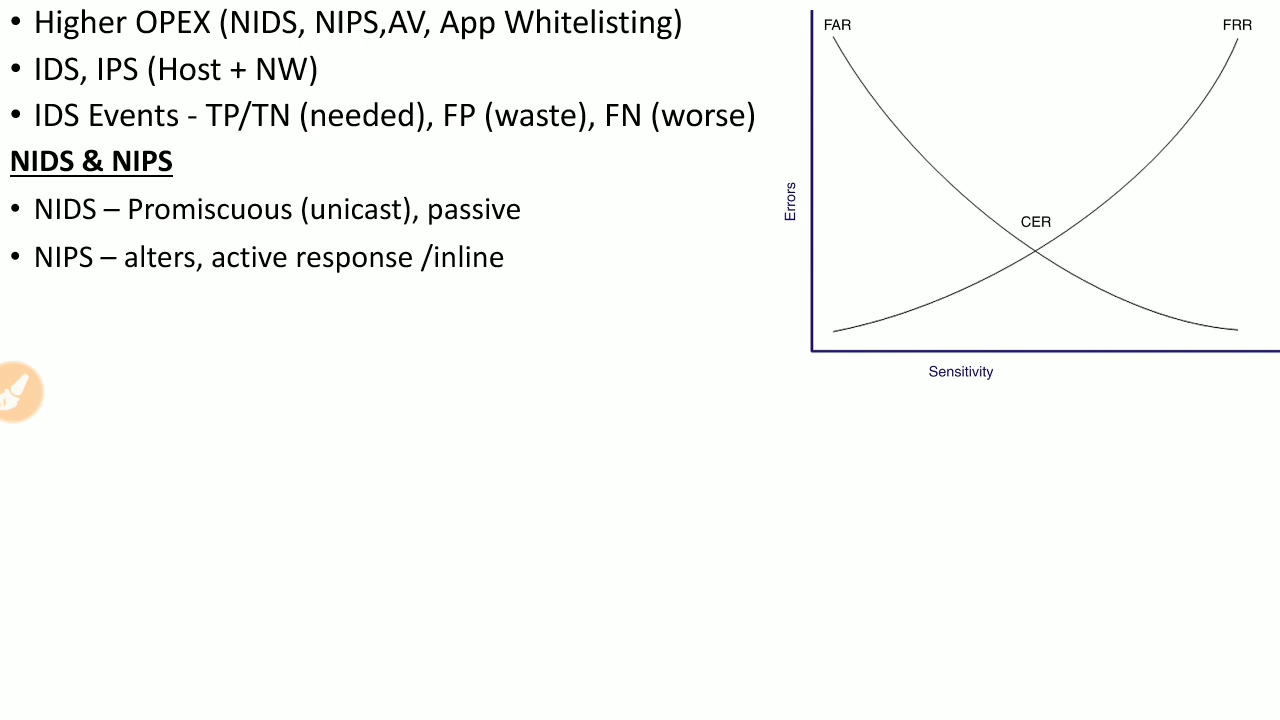 • Higher OPEX (NIDS, NIPS,AV, App Whitelisting)
• IDS, IPS (Host + NW)
• IDS Events - TP/TN (needed), FP (waste), FN (worse)
NIDS & NIPS
• NIDS – Promiscuous (unicast), passive
• NIPS – alters, active response /inline
FAR
FRR
CER
Errors
Sensitivity